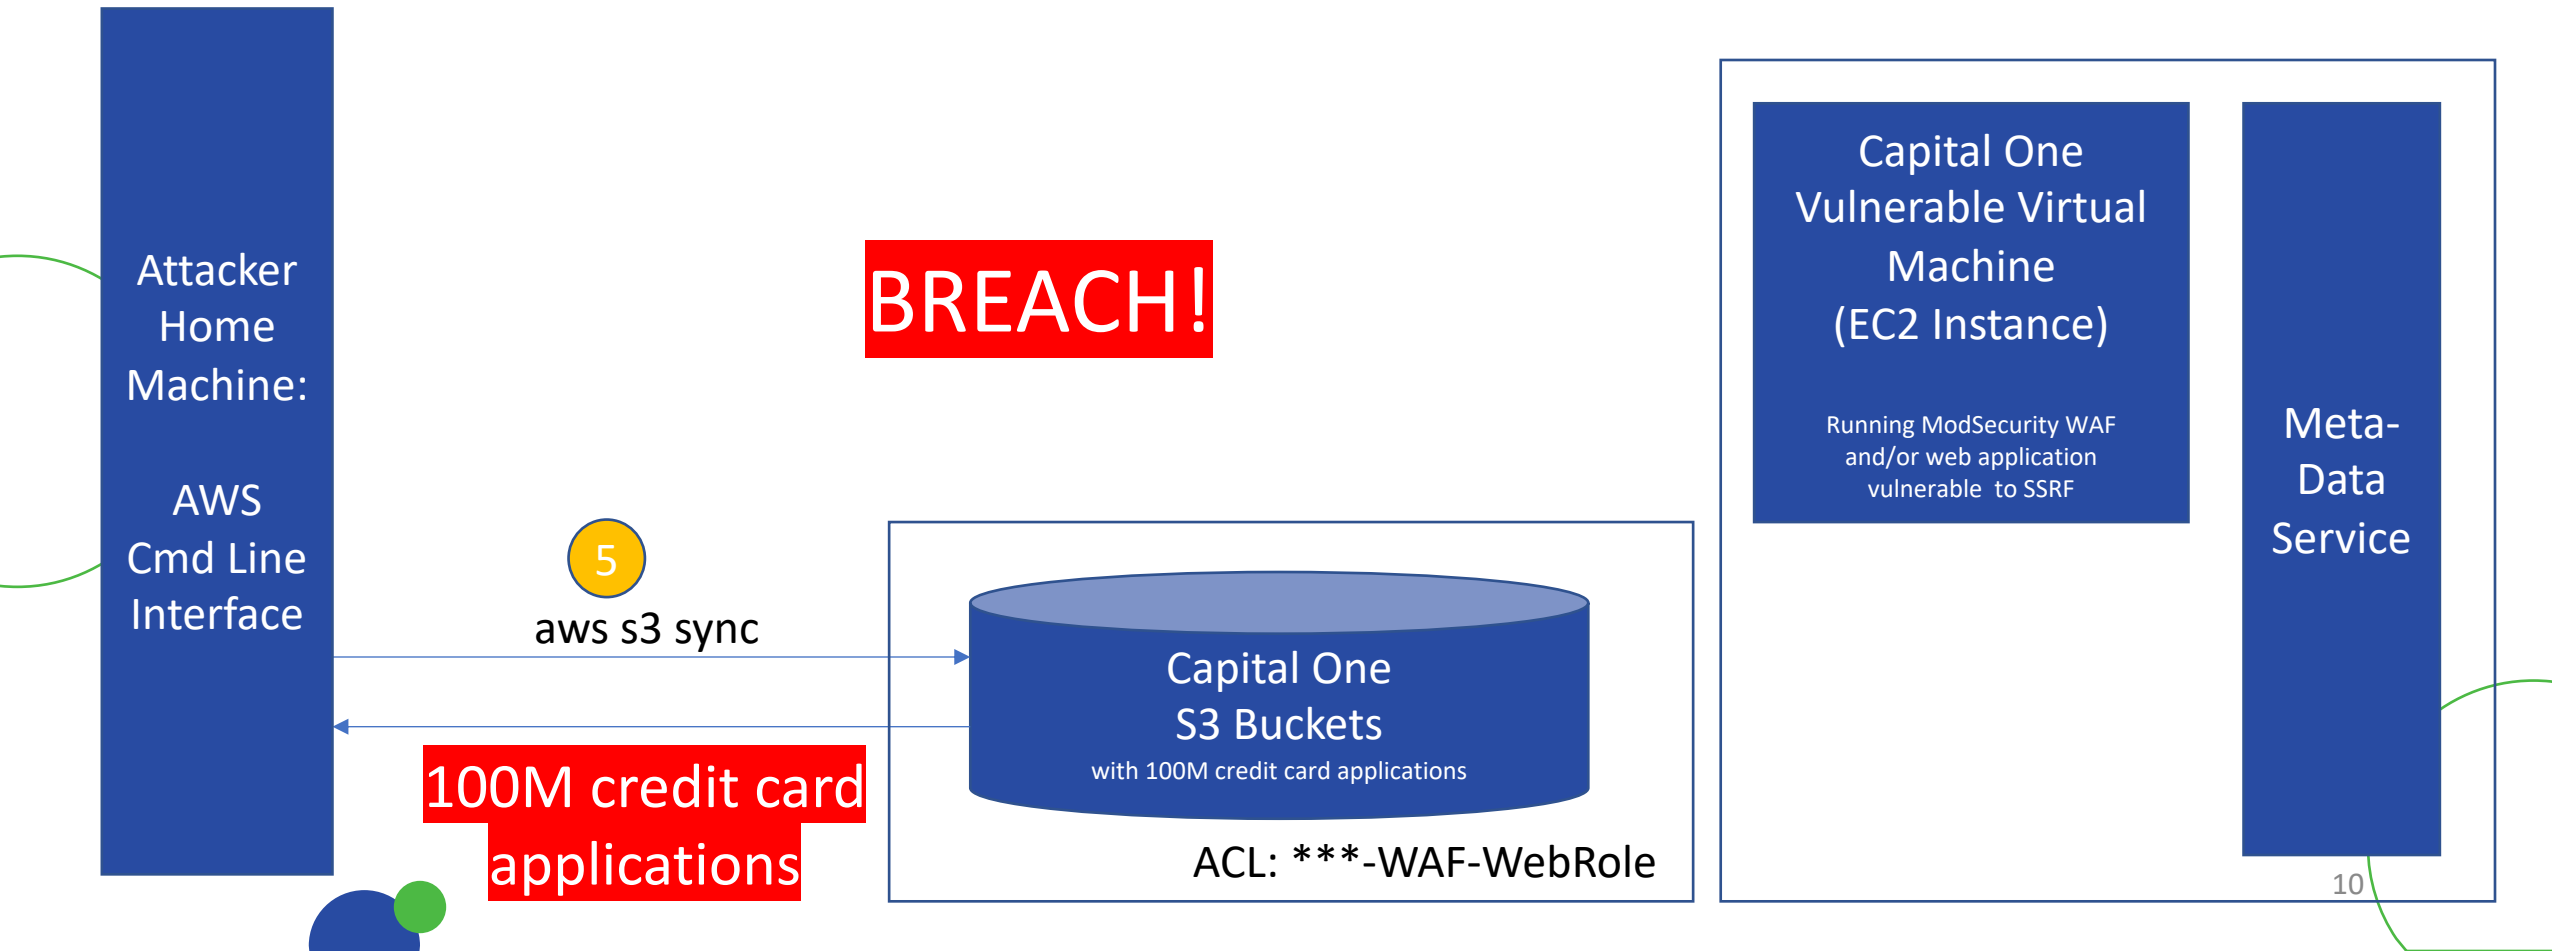 Attacker
Home
Machine:
AWS
Cmd Line
Interface
BREACH!
5
aws s3 sync
100M credit card
applications
Capital One
S3 Buckets
with 100M credit card applications
ACL: ***-WAF-WebRole
Capital One
Vulnerable Virtual
Machine
(EC2 Instance)
Running ModSecurity WAF
and/or web application
vulnerable  to SSRF
Meta-
Data
Service
10